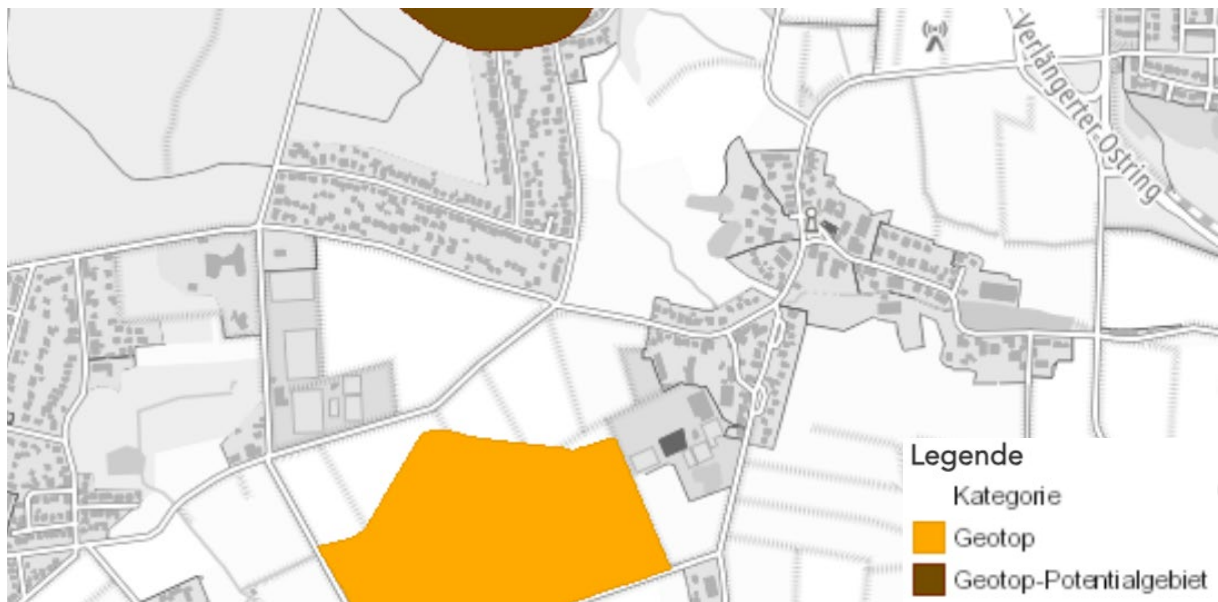 -Verlängerter-Ostring
Legende
Kategorie
Geotop
Geotop-Potentialgebiet